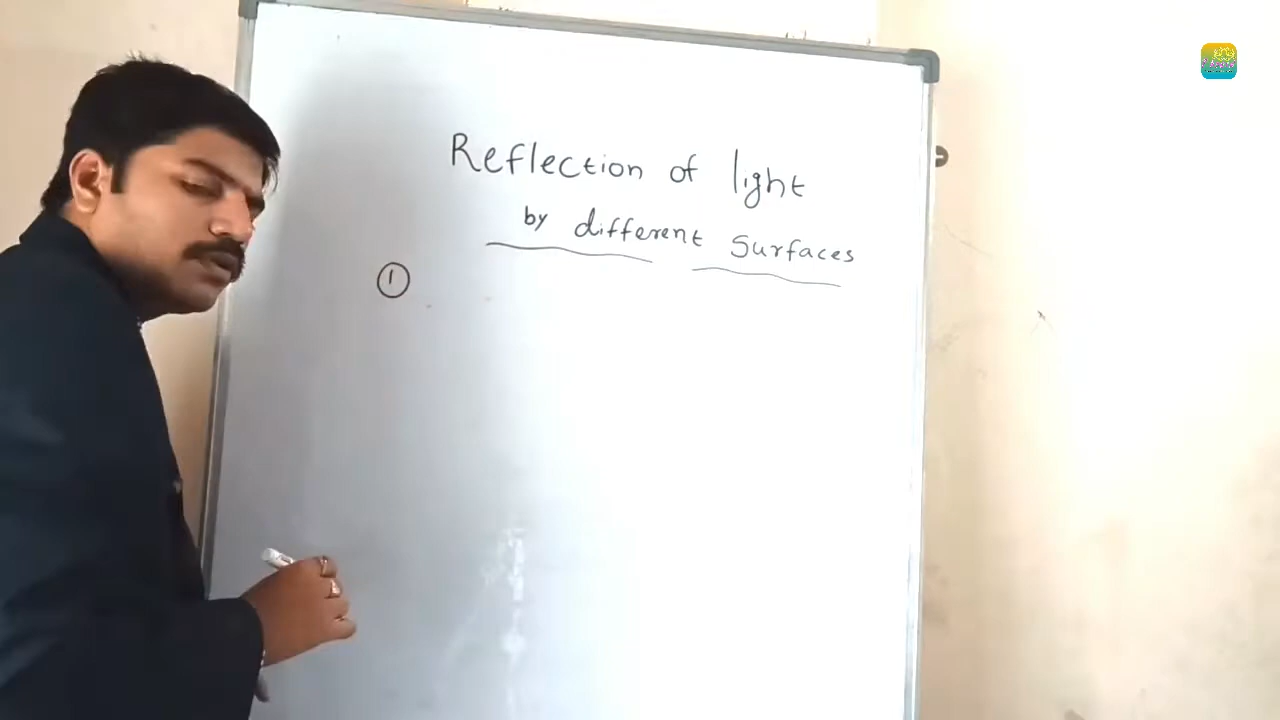 Reflection of light
by different Surfaces
①